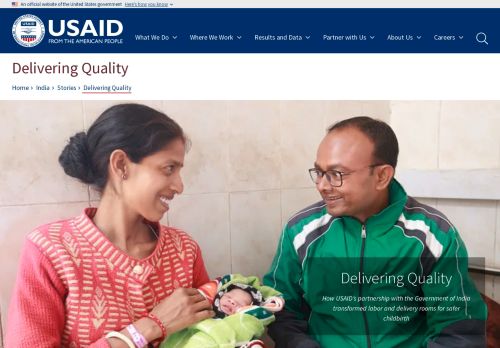 An official website of the United States government Here's how you know
USAID
FROM THE AMERICAN PEOPLE
What We Do
Where We Work
Results and Data
Partner with Us
About Us
Careers
Delivering Quality
Home › India › Stories › Delivering Quality
Delivering Quality
How USAID's partnership with the Government of India
transformed labor and delivery rooms for safer
childbirth